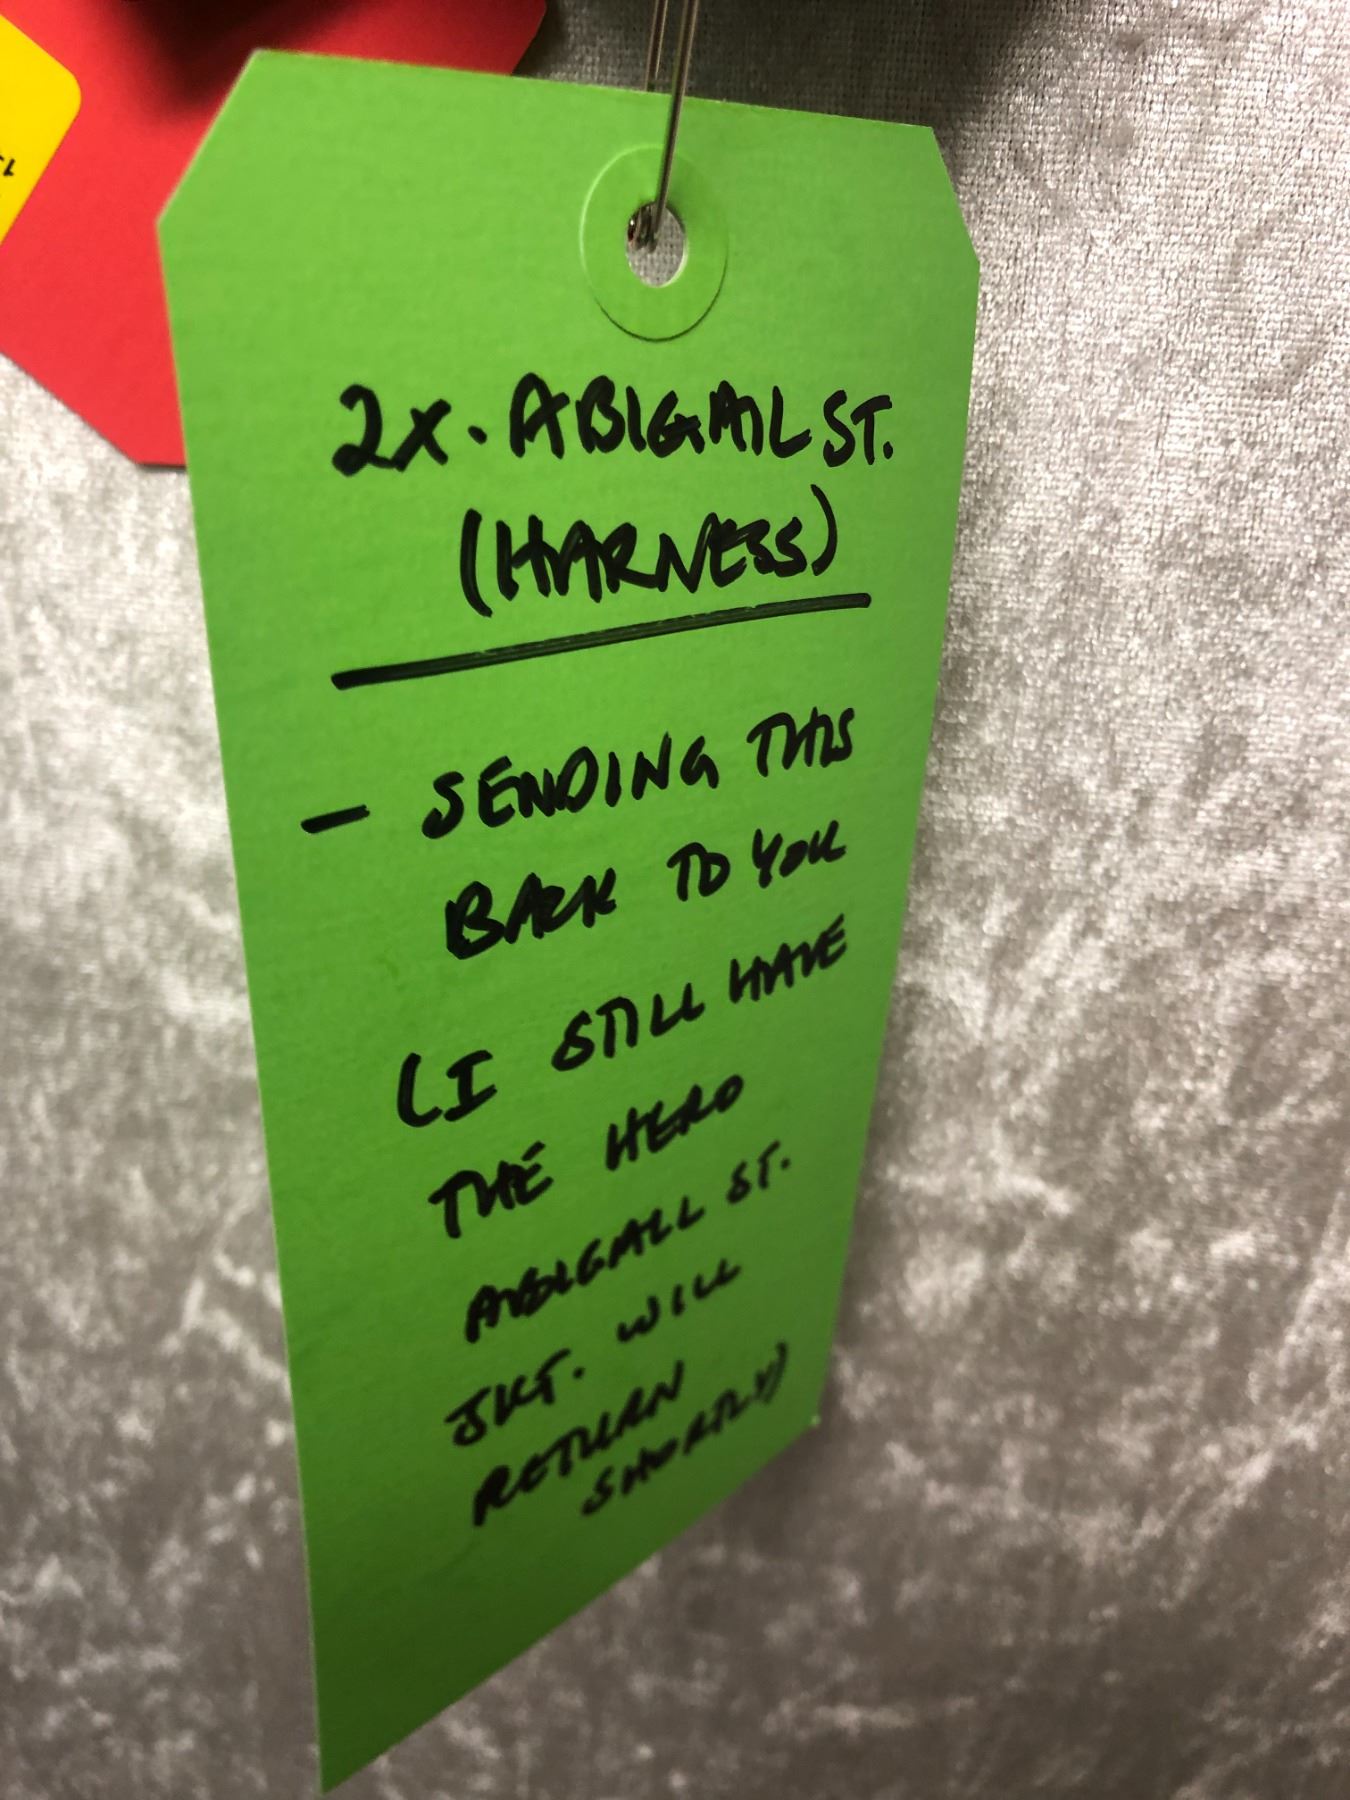 2X. ABIGAIL ST.
(HARNESS)
- SENDING THIS
BACK TO YOU
(I STILL HAVE
THE HERO
ABIGAIL ST.
JKT. WILL
RETURN
SHORTLY)